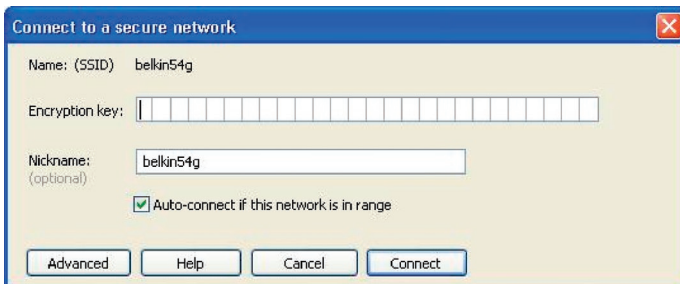 Connect to a secure network
Name: (SSID) belkin54g
Encryption key:
Nickname: belkin54g
(optional)
Auto-connect if this network is in range
Advanced Help Cancel Connect